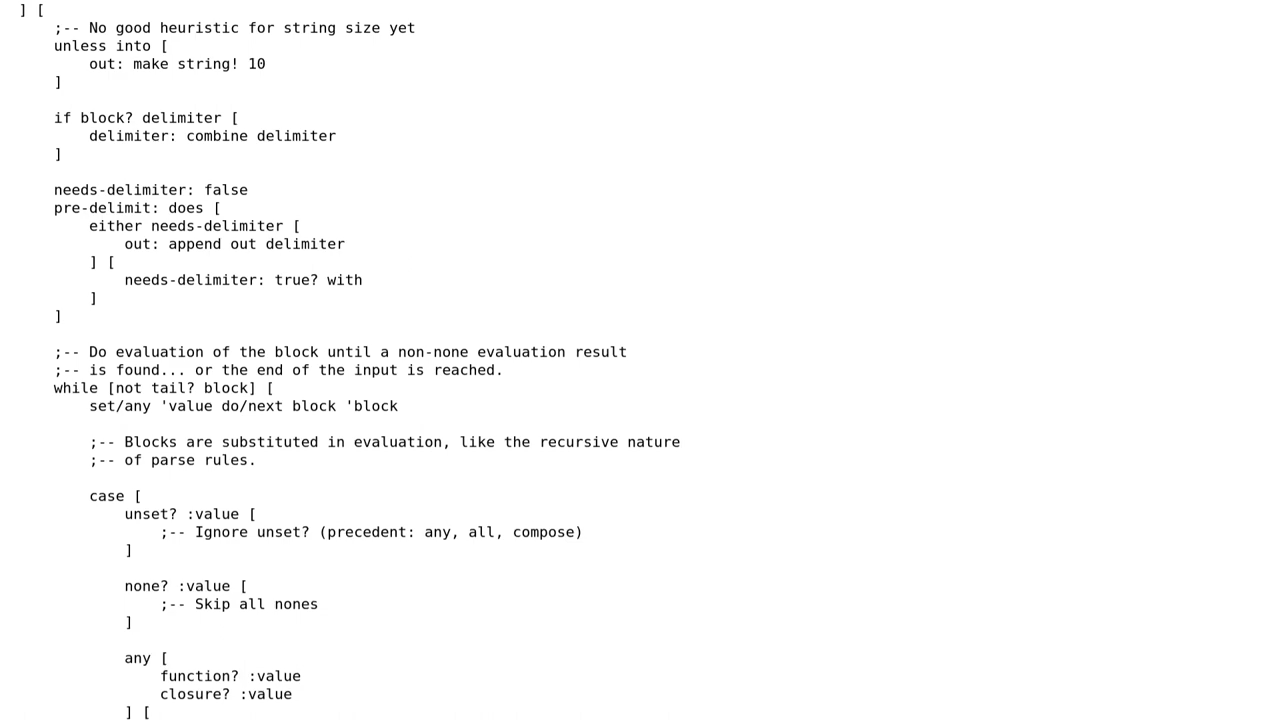 ] [
    ;-- No good heuristic for string size yet
    unless into [
        out: make string! 10
    ]

    if block? delimiter [
        delimiter: combine delimiter
    ]

    needs-delimiter: false
    pre-delimit: does [
        either needs-delimiter [
            out: append out delimiter
        ] [
            needs-delimiter: true? with
        ]
    ]

    ;-- Do evaluation of the block until a non-none evaluation result
    ;-- is found... or the end of the input is reached.
    while [not tail? block] [
        set/any 'value do/next block 'block

        ;-- Blocks are substituted in evaluation, like the recursive nature
        ;-- of parse rules.

        case [
            unset? :value [
                ;-- Ignore unset? (precedent: any, all, compose)
            ]

            none? :value [
                ;-- Skip all nones
            ]

            any [
                function? :value
                closure? :value
            ] [